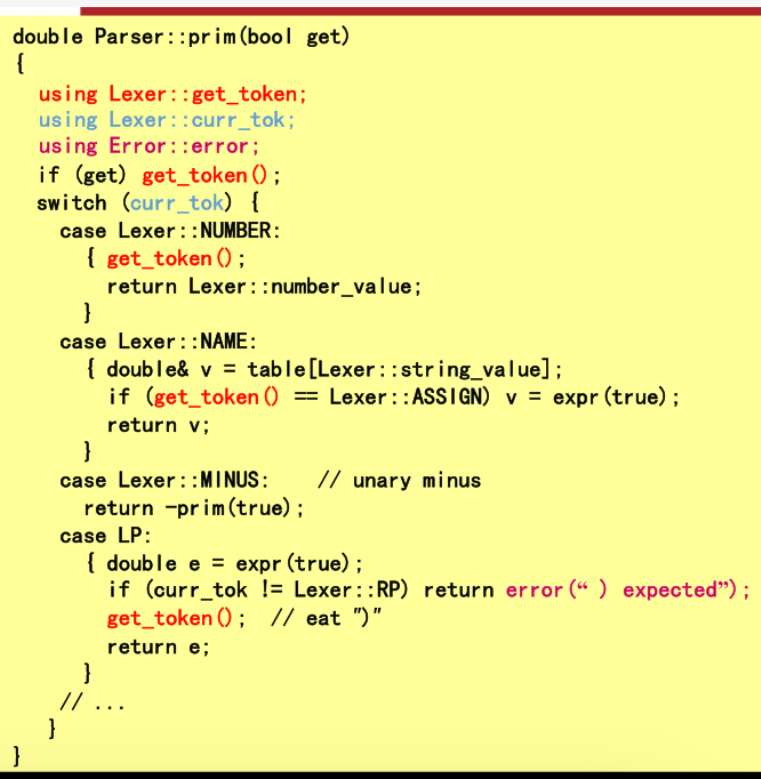 double Parser::prim(bool get)
{
using Lexer::get_token;
using Lexer::curr_tok;
using Error::error;
if (get) get_token();
switch (curr_tok) {
case Lexer::NUMBER:
{ get_token();
return Lexer::number_value;
}
case Lexer::NAME:
{ double& v = table[Lexer::string_value];
if (get_token() == Lexer::ASSIGN) v = expr(true);
return v;
}
case Lexer::MINUS: // unary minus
return -prim(true);
case LP:
{ double e = expr(true);
if (curr_tok != Lexer::RP) return error(“ ) expected”);
get_token(); // eat ")"
return e;
}
// ...
}
}